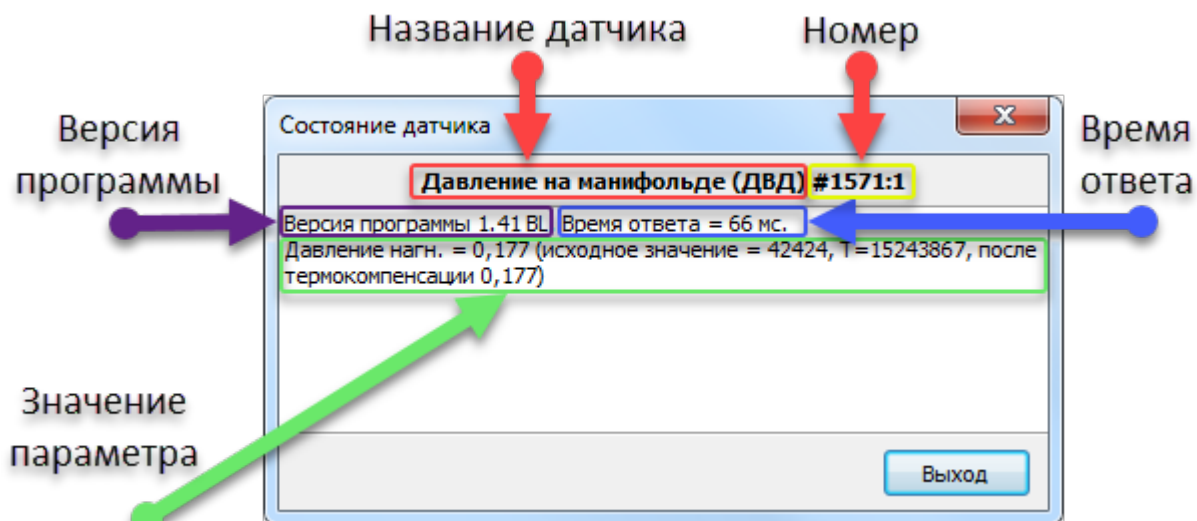 Название датчика
Номер
Версия
программы
Состояние датчика
Время
ответа
Давление на манифольде (ДВД) #1571:1
Версия программы 1.41 BL Время ответа = 66 мс.
Давление нагн. = 0,177 (исходное значение = 42424, T=15243867, после
термокомпенсации 0,177)
Значение
параметра
Выход